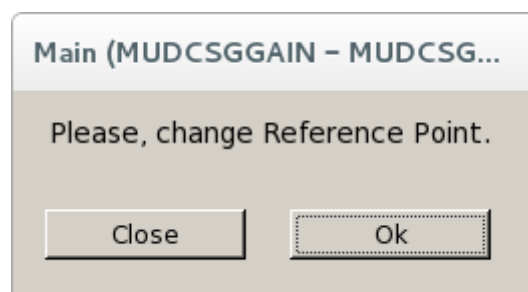 Main (MUDCSGGAIN – MUDCSG...
Please, change Reference Point.
Close
Ok